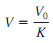 V = V₀/K